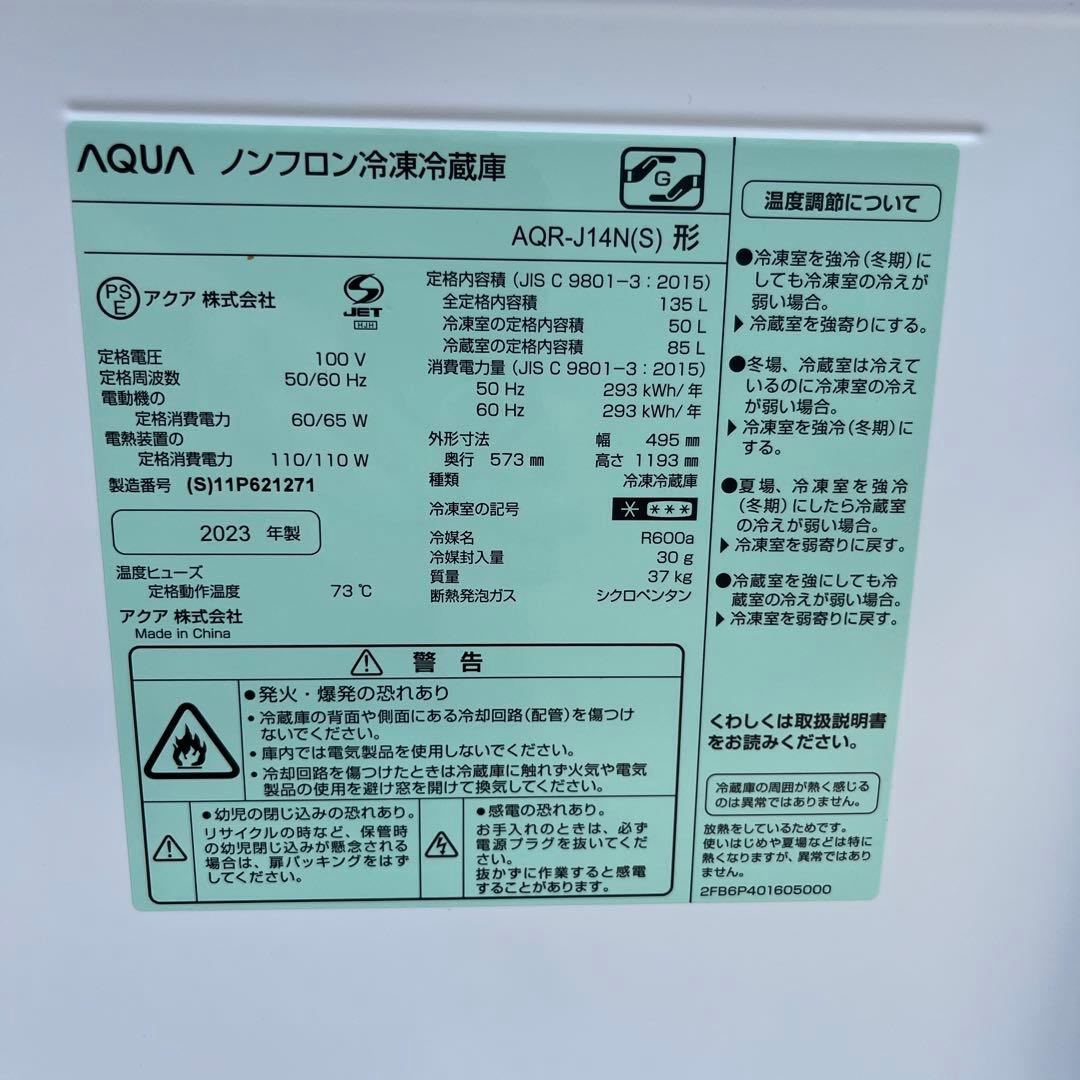 AQUA ノンフロン冷凍冷蔵庫
G
AQR-J14N(S) 形
PS
E
アクア 株式会社
S
JET
HJH
定格電圧 100 V
定格周波数 50/60 Hz
電動機の
定格消費電力 60/65 W
電熱装置の
定格消費電力 110/110 W
製造番号 (S)11P621271
2023 年製
温度ヒューズ
定格動作温度 73 ℃
アクア 株式会社
Made in China
定格内容積 (JIS C 9801-3:2015)
全定格内容積 135 L
冷凍室の定格内容積 50 L
冷蔵室の定格内容積 85 L
消費電力量 (JIS C 9801-3:2015)
50 Hz 293 kWh/年
60 Hz 293 kWh/年
外形寸法 幅 495 ㎜
奥行 573 ㎜ 高さ 1193 ㎜
種類 冷凍冷蔵庫
冷凍室の記号 * ***
冷媒名 R600a
冷媒封入量 30 g
質量 37 kg
断熱発泡ガス シクロペンタン
警 告
●発火・爆発の恐れあり
・冷蔵庫の背面や側面にある冷却回路(配管)を傷つけ
ないでください。
・庫内では電気製品を使用しないでください。
・冷却回路を傷つけたときは冷蔵庫に触れず火気や電気
製品の使用を避け窓を開けて換気してください。
●幼児の閉じ込みの恐れあり。
リサイクルの時など、保管時
の幼児閉じ込みが懸念される
場合は、扉パッキングをはず
してください。
●感電の恐れあり。
お手入れのときは、必ず
電源プラグを抜いてくだ
さい。
抜かずに作業すると感電
することがあります。
温度調節について
●冷凍室を強冷(冬期)に
しても冷凍室の冷えが
弱い場合。
▶冷蔵室を強寄りにする。
●冬場、冷蔵室は冷えて
いるのに冷凍室の冷え
が弱い場合。
▶冷凍室を強冷(冬期)に
する。
●夏場、冷凍室を強冷
(冬期)にしたら冷蔵室
の冷えが弱い場合。
▶冷凍室を弱寄りに戻す。
●冷蔵室を強にしても冷
蔵室の冷えが弱い場合。
▶冷凍室を弱寄りに戻す。
くわしくは取扱説明書
をお読みください。
冷蔵庫の周囲が熱く感じる
のは異常ではありません。
放熱をしているためです。
使いはじめや夏場などは特に
熱くなりますが、異常ではあり
ません。
2FB6P401605000